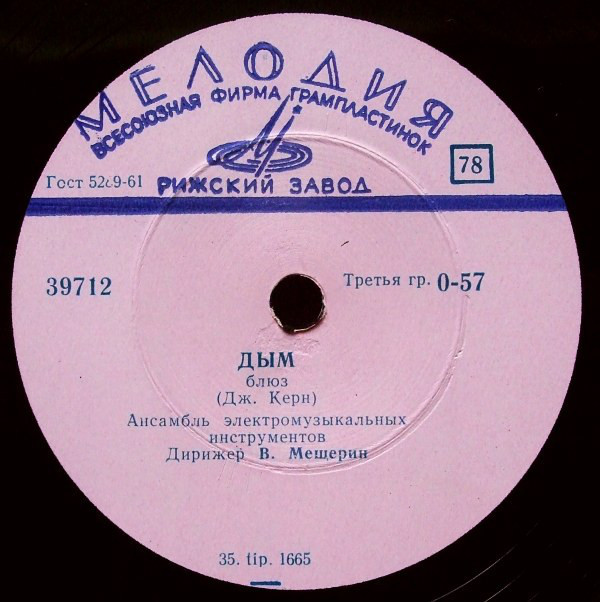 МЕЛОДИЯ
ВСЕСОЮЗНАЯ ФИРМА ГРАМПЛАСТИНОК
78
Гост 5289-61
РИЖСКИЙ ЗАВОД
39712
Третья гр. 0-57
ДЫМ
блюз
(Дж. Керн)
Ансамбль электромузыкальных
инструментов
Дирижер В. Мещерин
35. tip. 1665